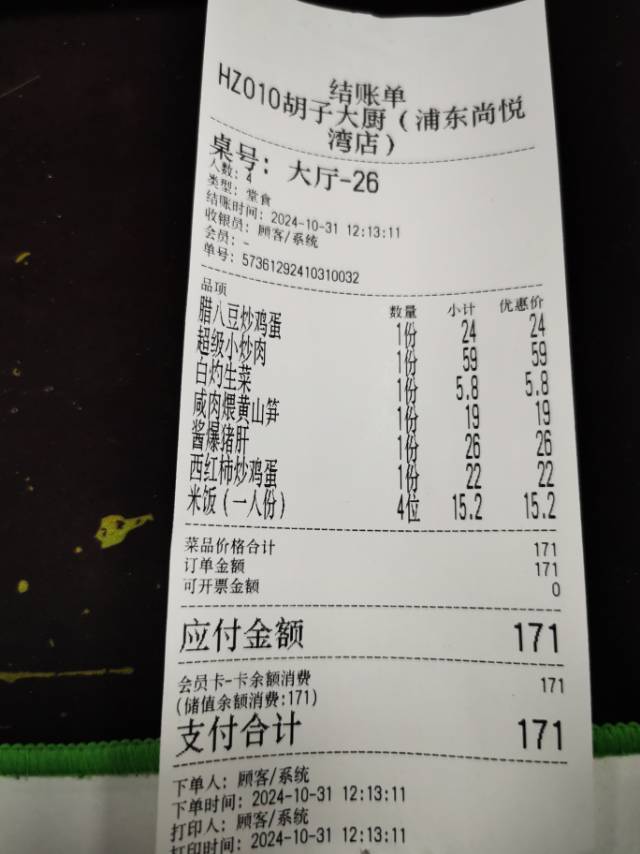 结账单
HZ010胡子大厨（浦东尚悦
湾店）
桌号：大厅-26
人数：4
类型：堂食
结账时间：2024-10-31 12:13:11
收银员：顾客/系统
会员：-
单号：57361292410310032
品项 数量 小计 优惠价
腊八豆炒鸡蛋 1份 24 24
超级小炒肉 1份 59 59
白灼生菜 1份 5.8 5.8
咸肉煨黄山笋 1份 19 19
酱爆猪肝 1份 26 26
西红柿炒鸡蛋 1份 22 22
米饭（一人份） 4位 15.2 15.2
菜品价格合计 171
订单金额 171
可开票金额 0
应付金额 171
会员卡-卡余额消费 171
(储值余额消费:171)
支付合计 171
下单人：顾客/系统
下单时间：2024-10-31 12:13:11
打印人：顾客/系统
打印时间：2024-10-31 12:13:11